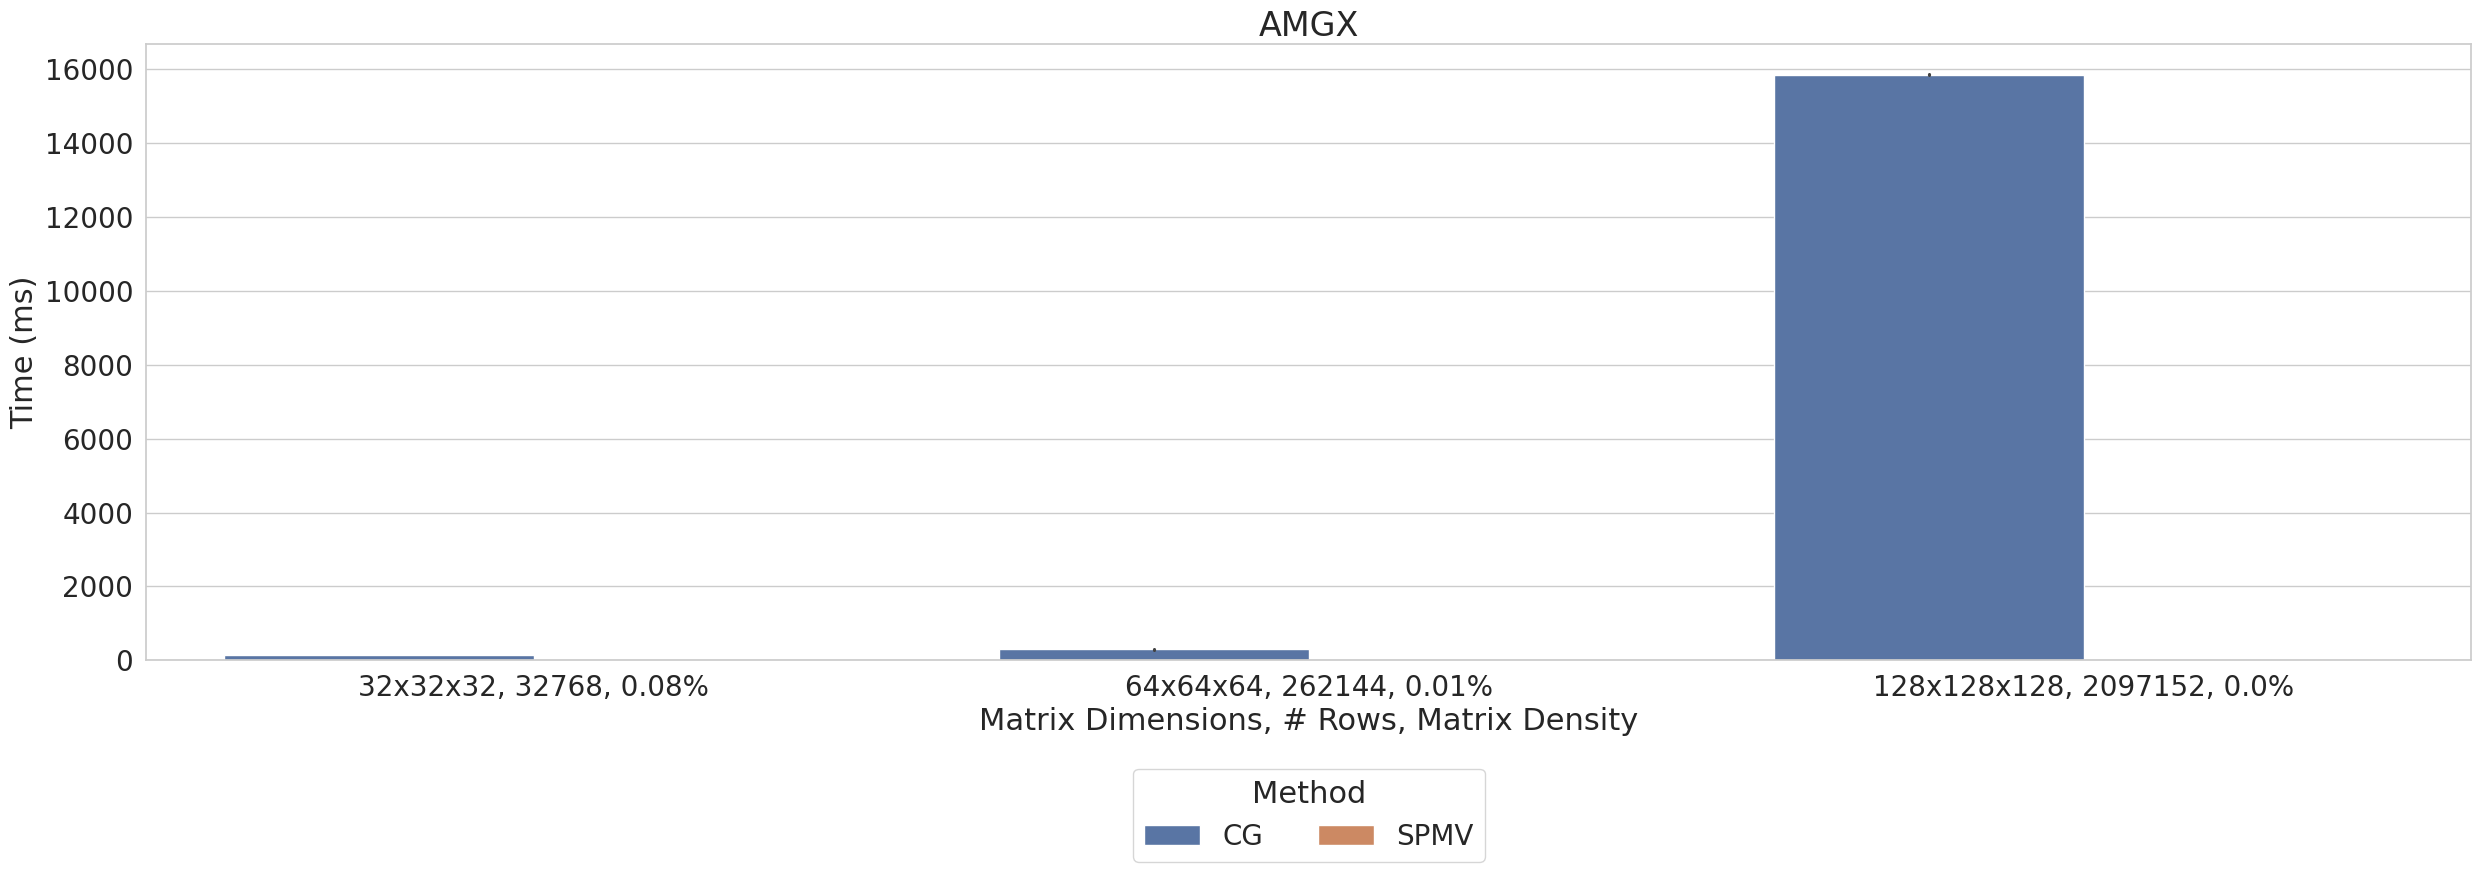 AMGX
16000
14000
12000
10000
8000
6000
4000
2000
0
Time (ms)
32x32x32, 32768, 0.08%
64x64x64, 262144, 0.01%
128x128x128, 2097152, 0.0%
Matrix Dimensions, # Rows, Matrix Density
Method
CG
SPMV